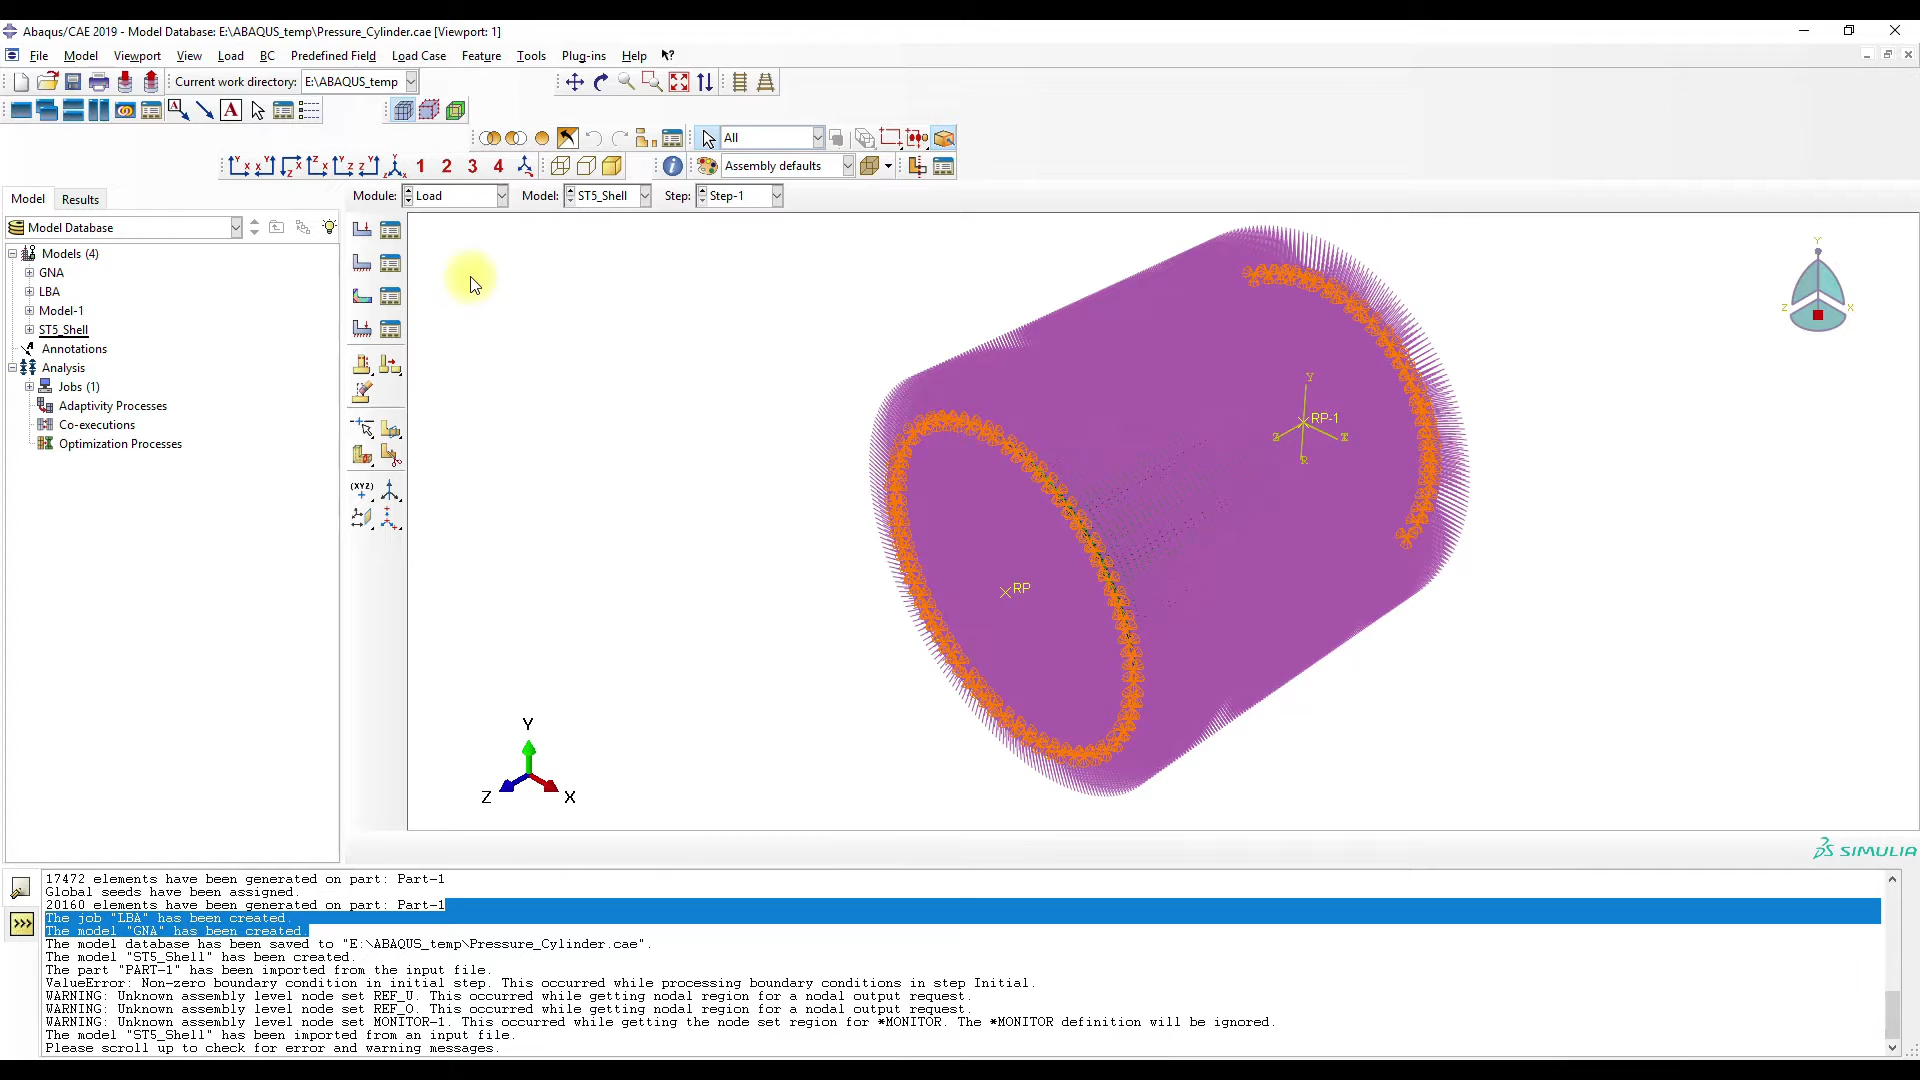 Abaqus/CAE 2019 - Model Database: E:\ABAQUS_temp\Pressure_Cylinder.cae [Viewport: 1]
File Model Viewport View Load BC Predefined Field Load Case Feature Tools Plug-ins Help
Current work directory: E:\ABAQUS_temp
All
1 2 3 4 Assembly defaults
Model Results Module: Load Model: ST5_Shell Step: Step-1
Model Database
Models (4)
GNA
LBA
Model-1
ST5_Shell
Annotations
Analysis
Jobs (1)
Adaptivity Processes
Co-executions
Optimization Processes
(XYZ)
Y
Z X
Y
RP-1
Z T
R
RP
Y
Z X
SIMULIA
17472 elements have been generated on part: Part-1
Global seeds have been assigned.
20160 elements have been generated on part: Part-1
The job "LBA" has been created.
The model "GNA" has been created.
The model database has been saved to "E:\ABAQUS_temp\Pressure_Cylinder.cae".
The model "ST5_Shell" has been created.
The part "PART-1" has been imported from the input file.
ValueError: Non-zero boundary condition in initial step. This occurred while processing boundary conditions in step Initial.
WARNING: Unknown assembly level node set REF_U. This occurred while getting nodal region for a nodal output request.
WARNING: Unknown assembly level node set REF_O. This occurred while getting nodal region for a nodal output request.
WARNING: Unknown assembly level node set MONITOR-1. This occurred while getting the node set region for *MONITOR. The *MONITOR definition will be ignored.
The model "ST5_Shell" has been imported from an input file.
Please scroll up to check for error and warning messages.